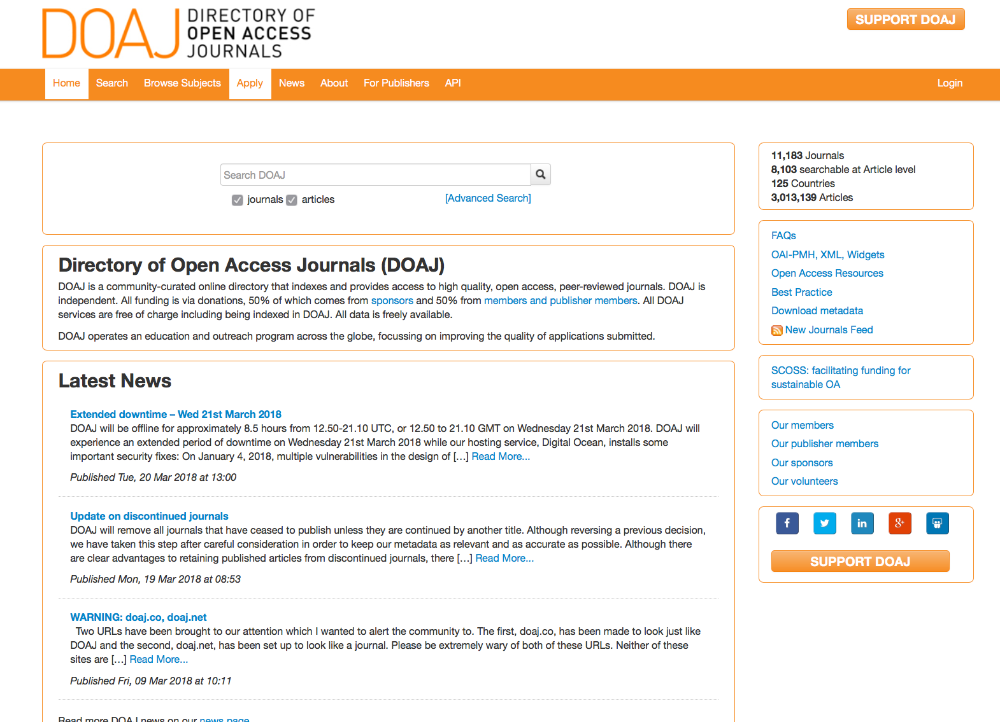 DOAJ DIRECTORY OF
OPEN ACCESS
JOURNALS
SUPPORT DOAJ
Home Search Browse Subjects Apply News About For Publishers API Login
Search DOAJ
journals articles [Advanced Search]
Directory of Open Access Journals (DOAJ)
DOAJ is a community-curated online directory that indexes and provides access to high quality, open access, peer-reviewed journals. DOAJ is
independent. All funding is via donations, 50% of which comes from sponsors and 50% from members and publisher members. All DOAJ
services are free of charge including being indexed in DOAJ. All data is freely available.
DOAJ operates an education and outreach program across the globe, focussing on improving the quality of applications submitted.
Latest News
Extended downtime – Wed 21st March 2018
DOAJ will be offline for approximately 8.5 hours from 12.50-21.10 UTC, or 12.50 to 21.10 GMT on Wednesday 21st March 2018. DOAJ will
experience an extended period of downtime on Wednesday 21st March 2018 while our hosting service, Digital Ocean, installs some
important security fixes: On January 4, 2018, multiple vulnerabilities in the design of […] Read More...
Published Tue, 20 Mar 2018 at 13:00
Update on discontinued journals
DOAJ will remove all journals that have ceased to publish unless they are continued by another title. Although reversing a previous decision,
we have taken this step after careful consideration in order to keep our metadata as relevant and as accurate as possible. Although there
are clear advantages to retaining published articles from discontinued journals, there […] Read More...
Published Mon, 19 Mar 2018 at 08:53
WARNING: doaj.co, doaj.net
Two URLs have been brought to our attention which I wanted to alert the community to. The first, doaj.co, has been made to look just like
DOAJ and the second, doaj.net, has been set up to look like a journal. Please be extremely wary of both of these URLs. Neither of these
sites are […] Read More...
Published Fri, 09 Mar 2018 at 10:11
Read more DOAJ news on our news page
11,183 Journals
8,103 searchable at Article level
125 Countries
3,013,139 Articles
FAQs
OAI-PMH, XML, Widgets
Open Access Resources
Best Practice
Download metadata
New Journals Feed
SCOSS: facilitating funding for
sustainable OA
Our members
Our publisher members
Our sponsors
Our volunteers
f in g+
SUPPORT DOAJ